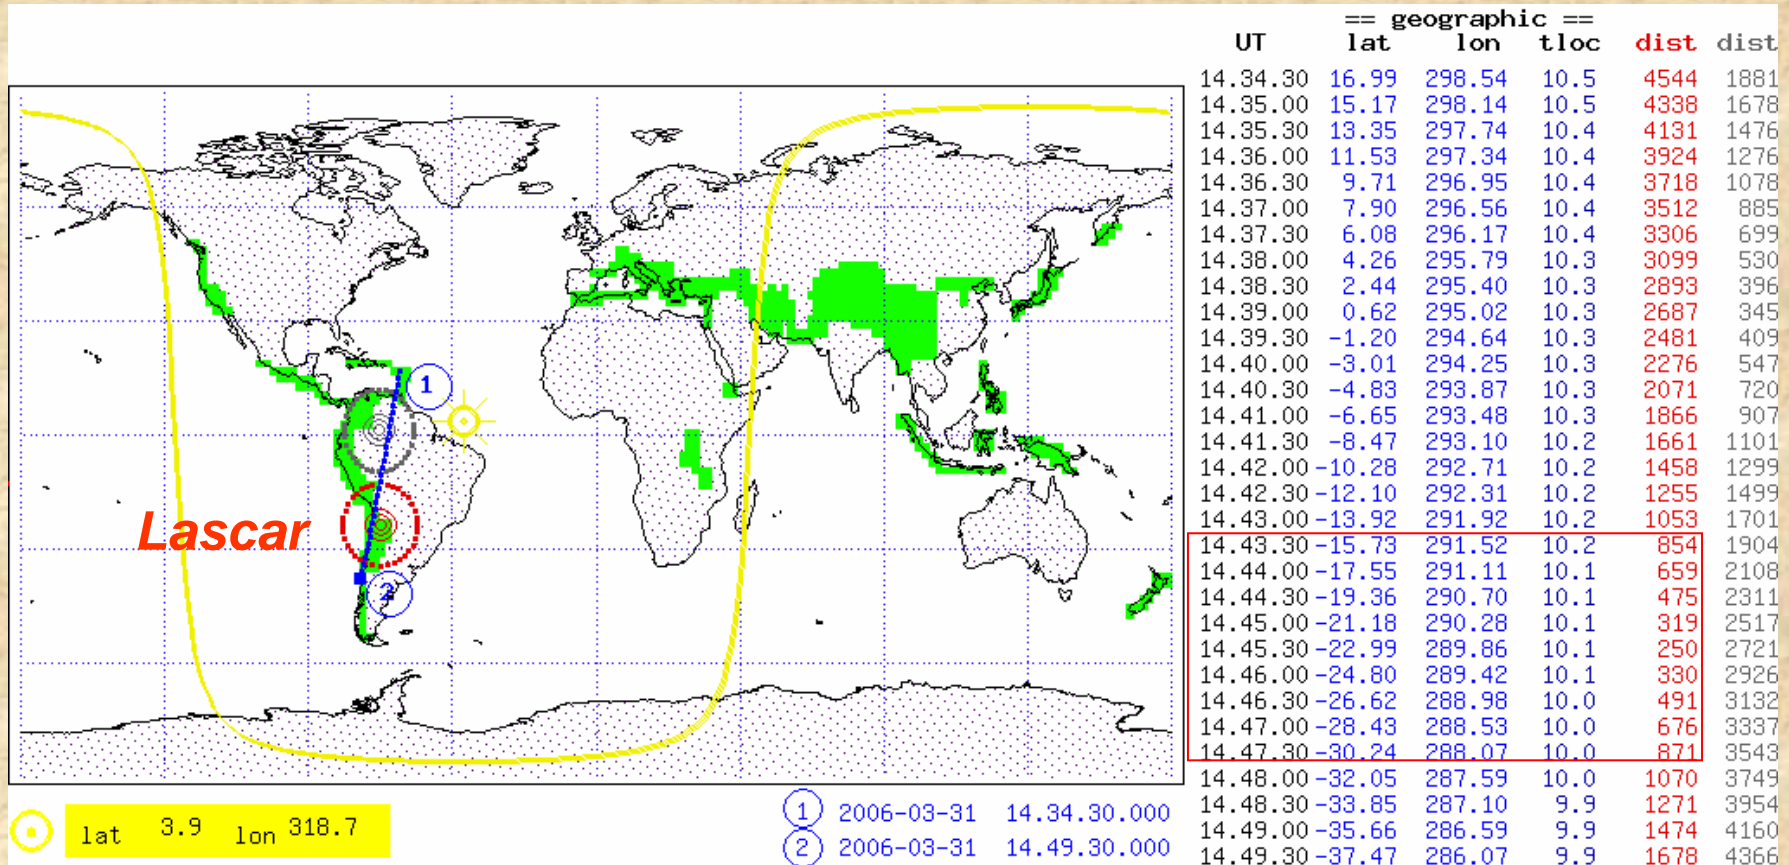 == geographic ==
UT lat lon tloc dist dist
14.34.30 16.99 298.54 10.5 4544 1881
14.35.00 15.17 298.14 10.5 4338 1678
14.35.30 13.35 297.74 10.4 4131 1476
14.36.00 11.53 297.34 10.4 3924 1276
14.36.30 9.71 296.95 10.4 3718 1078
14.37.00 7.90 296.56 10.4 3512 885
14.37.30 6.08 296.17 10.4 3306 699
14.38.00 4.26 295.79 10.3 3099 530
14.38.30 2.44 295.40 10.3 2893 396
14.39.00 0.62 295.02 10.3 2687 345
14.39.30 -1.20 294.64 10.3 2481 409
14.40.00 -3.01 294.25 10.3 2276 547
14.40.30 -4.83 293.87 10.3 2071 720
14.41.00 -6.65 293.48 10.3 1866 907
14.41.30 -8.47 293.10 10.2 1661 1101
14.42.00 -10.28 292.71 10.2 1458 1299
14.42.30 -12.10 292.31 10.2 1255 1499
14.43.00 -13.92 291.92 10.2 1053 1701
14.43.30 -15.73 291.52 10.2 854 1904
14.44.00 -17.55 291.11 10.1 659 2108
14.44.30 -19.36 290.70 10.1 475 2311
14.45.00 -21.18 290.28 10.1 319 2517
14.45.30 -22.99 289.86 10.1 250 2721
14.46.00 -24.80 289.42 10.1 330 2926
14.46.30 -26.62 288.98 10.0 491 3132
14.47.00 -28.43 288.53 10.0 676 3337
14.47.30 -30.24 288.07 10.0 871 3543
14.48.00 -32.05 287.59 10.0 1070 3749
14.48.30 -33.85 287.10 9.9 1271 3954
14.49.00 -35.66 286.59 9.9 1474 4160
14.49.30 -37.47 286.07 9.9 1678 4366
1
Lascar
2
lat 3.9 lon 318.7
1 2006-03-31 14.34.30.000
2 2006-03-31 14.49.30.000